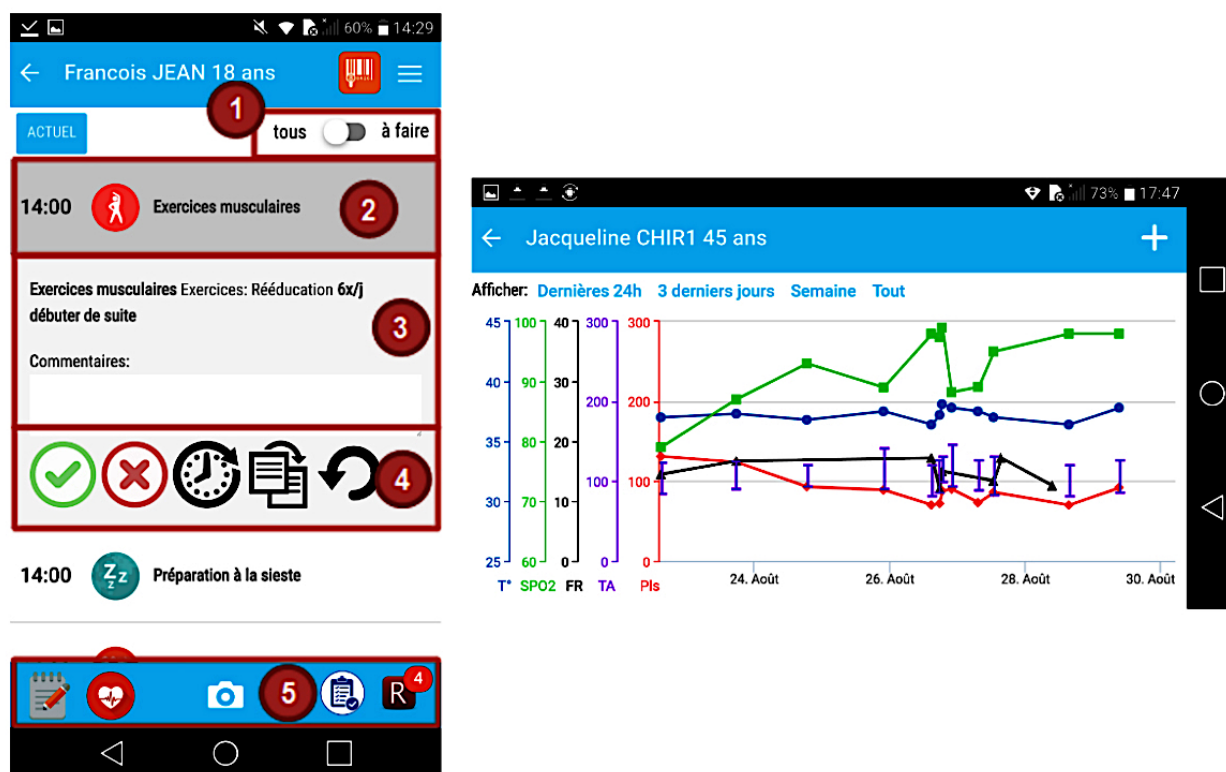 60% 14:29
Francois JEAN 18 ans
1
ACTUEL
tous à faire
14:00 Exercices musculaires 2
Exercices musculaires Exercices: Rééducation 6x/j
débuter de suite
3
Commentaires:
4
14:00 Zzz Préparation à la sieste
5 R 4
73% 17:47
Jacqueline CHIR1 45 ans
Afficher: Dernières 24h 3 derniers jours Semaine Tout
45 100 40 300 300
40 90 30
200 200
35 80 20
100 100
30 70 10
25 60 0 0 0
24. Août 26. Août 28. Août 30. Août
T° SPO2 FR TA Pls